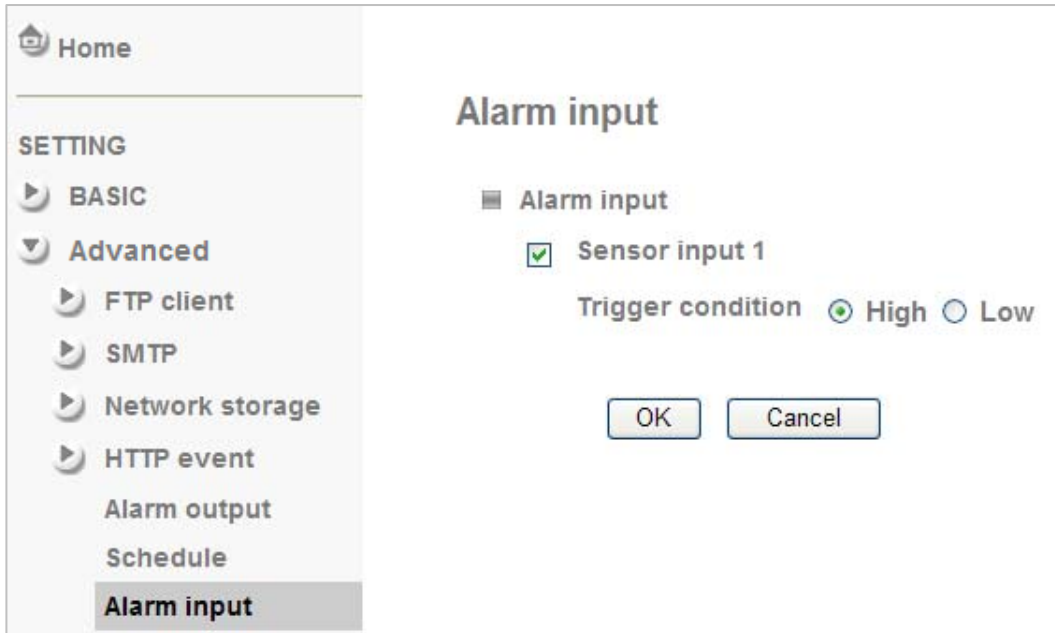 Home
SETTING
BASIC
Advanced
FTP client
SMTP
Network storage
HTTP event
Alarm output
Schedule
Alarm input
Alarm input
Alarm input
Sensor input 1
Trigger condition High Low
OK Cancel